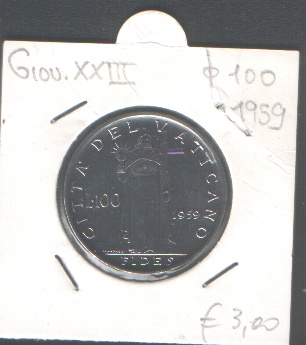 Giov. XXIII ₵ 100
1959
CITTA' DEL VATICANO
L.100
1959
FIDES
€ 3,00